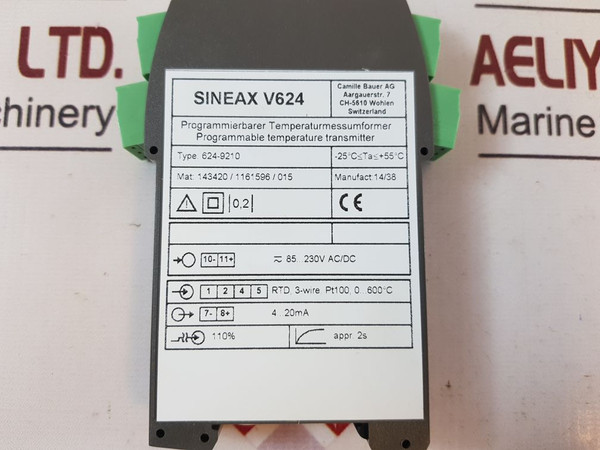 LTD.
AELIY
chinery
Marine
SINEAX V624
Camille Bauer AG
Aargauerstr. 7
CH-5610 Wohlen
Switzerland
Programmierbarer Temperaturmessumformer
Programmable temperature transmitter
Type: 624-9210
-25°C≤Ta≤+55°C
Mat: 143420 / 1161596 / 015
Manufact.14/38
0,2
CE
10- 11+
≂ 85...230V AC/DC
1 2 4 5
RTD, 3-wire, Pt100, 0...600°C
7- 8+
4...20mA
110%
appr. 2s